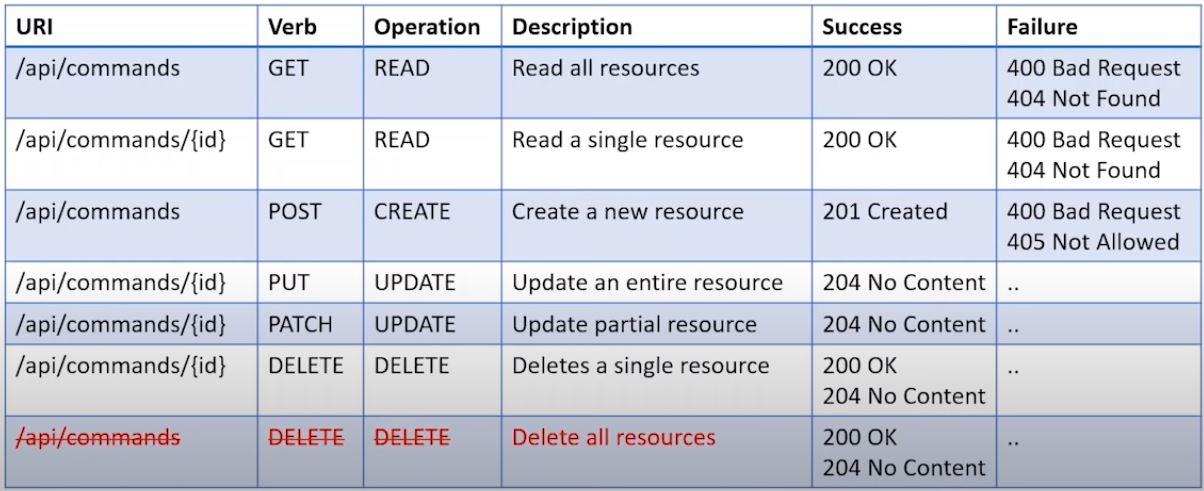 URI Verb Operation Description Success Failure
/api/commands GET READ Read all resources 200 OK 400 Bad Request
404 Not Found
/api/commands/{id} GET READ Read a single resource 200 OK 400 Bad Request
404 Not Found
/api/commands POST CREATE Create a new resource 201 Created 400 Bad Request
405 Not Allowed
/api/commands/{id} PUT UPDATE Update an entire resource 204 No Content ..
/api/commands/{id} PATCH UPDATE Update partial resource 204 No Content ..
/api/commands/{id} DELETE DELETE Deletes a single resource 200 OK ..
204 No Content
/api/commands DELETE DELETE Delete all resources 200 OK ..
204 No Content